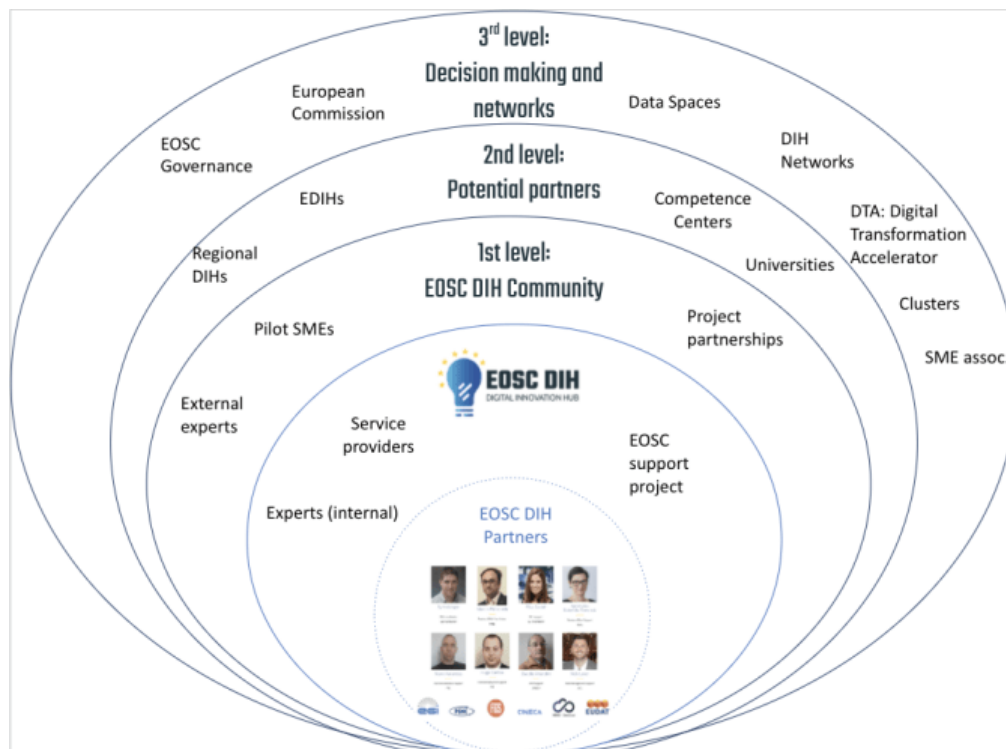 3rd level:
Decision making and
networks
European
Commission
Data Spaces
EOSC
Governance
DIH
Networks
2nd level:
Potential partners
EDIHs
Competence
Centers
DTA: Digital
Transformation
Accelerator
Regional
DIHs
Universities
Clusters
SME assoc.
1st level:
EOSC DIH Community
Pilot SMEs
Project
partnerships
External
experts
EOSC DIH
DIGITAL INNOVATION HUB
Service
providers
EOSC
support
project
Experts (internal)
EOSC DIH
Partners
CINECA
EUDAT